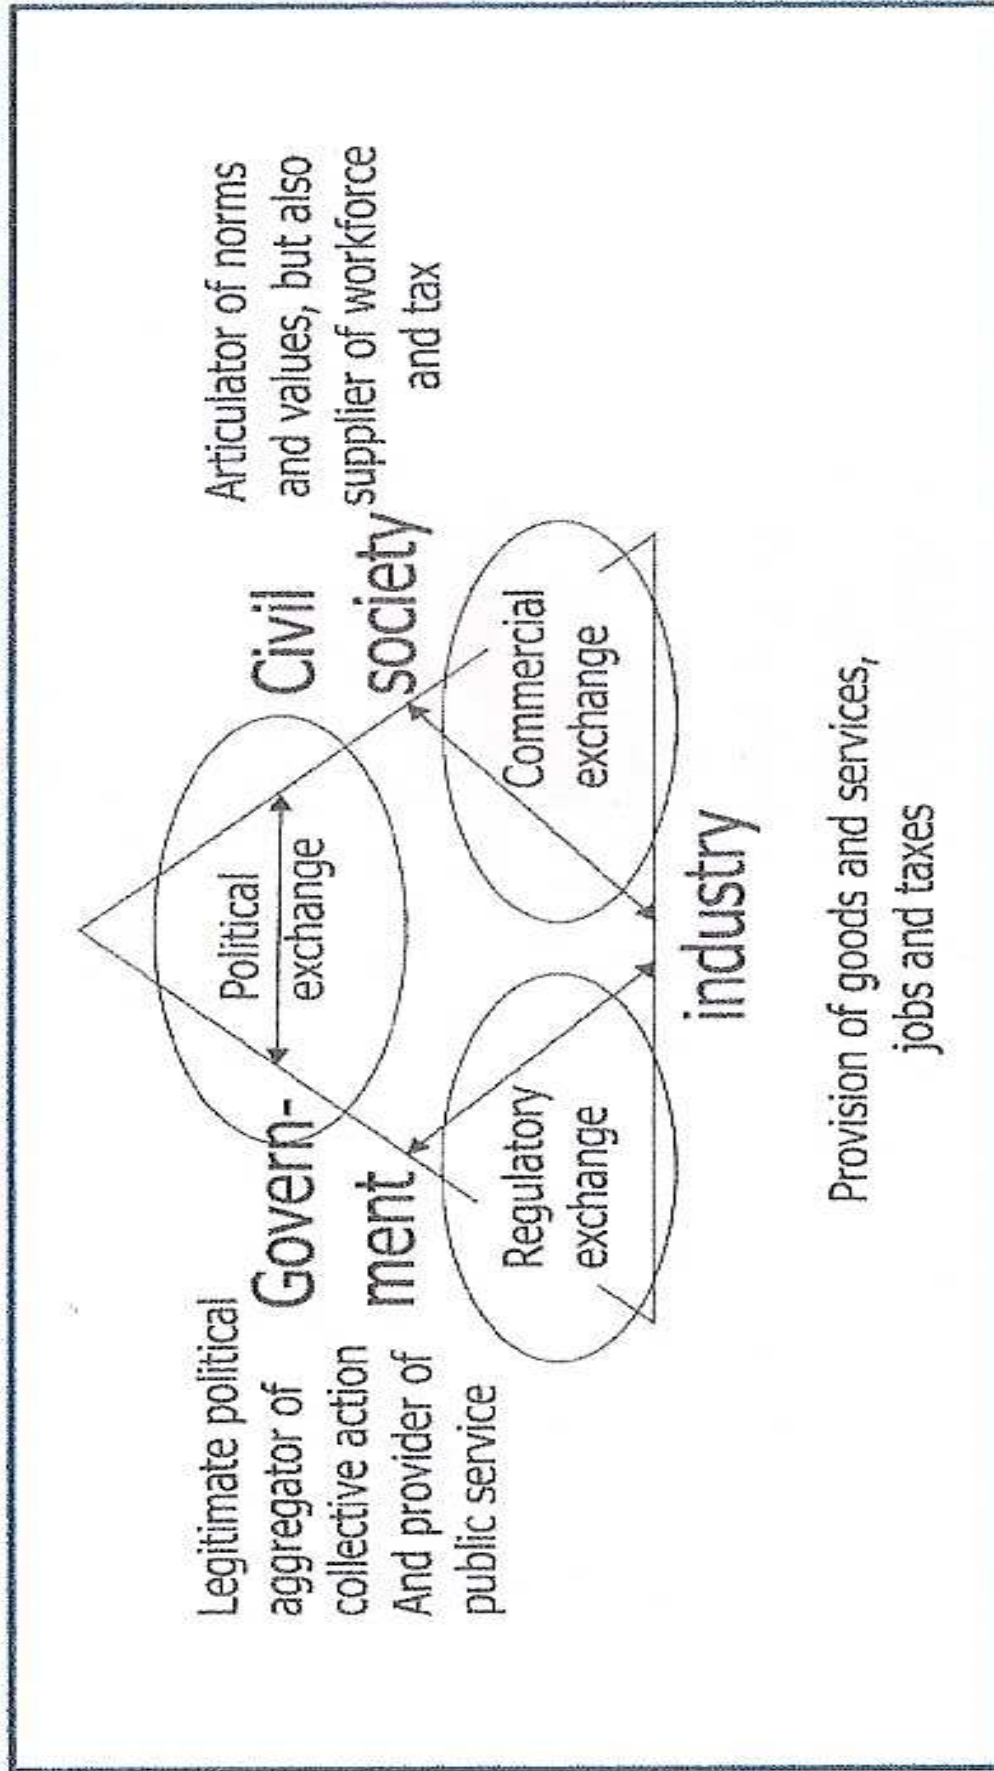 Legitimate political
aggregator of
collective action
And provider of
public service
Govern-
ment
Political
exchange
Civil
society
Articulator of norms
and values, but also
supplier of workforce
and tax
Regulatory
exchange
Commercial
exchange
industry
Provision of goods and services,
jobs and taxes